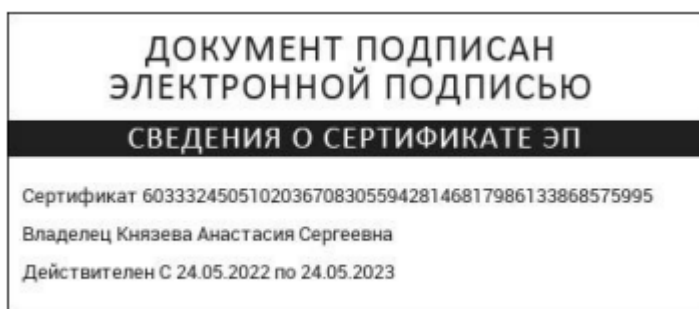 ДОКУМЕНТ ПОДПИСАН
ЭЛЕКТРОННОЙ ПОДПИСЬЮ
СВЕДЕНИЯ О СЕРТИФИКАТЕ ЭП
Сертификат 603332450510203670830559428146817986133868575995
Владелец Князева Анастасия Сергеевна
Действителен С 24.05.2022 по 24.05.2023